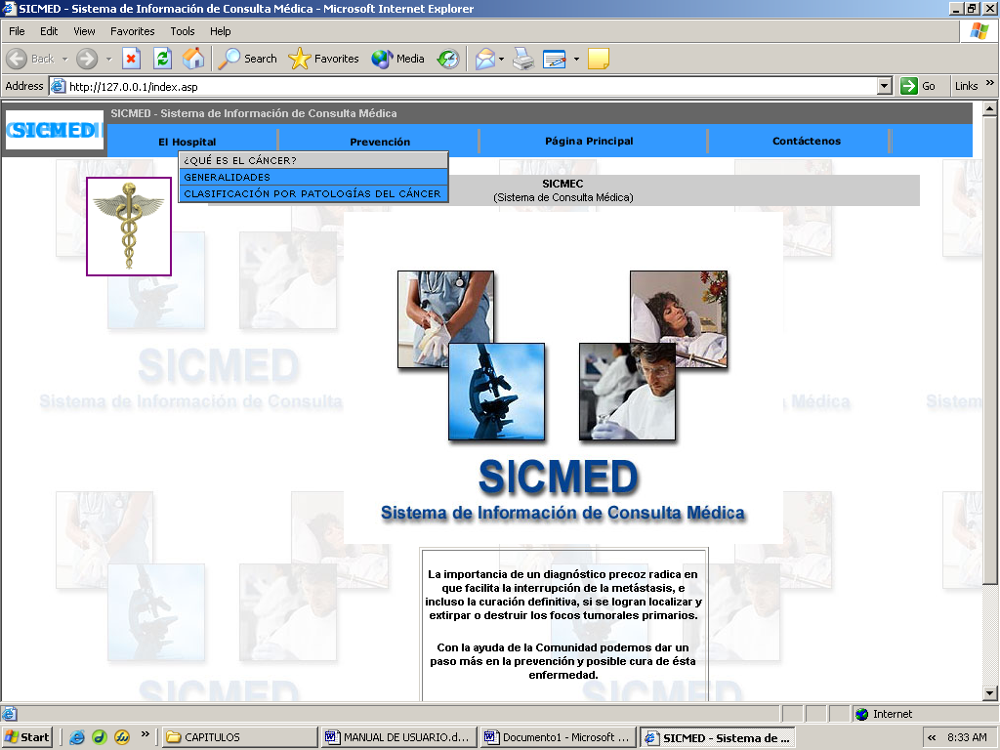 SICMED - Sistema de Información de Consulta Médica - Microsoft Internet Explorer
File Edit View Favorites Tools Help
Back Search Favorites Media
Address http://127.0.0.1/index.asp Go Links »
SICMED - Sistema de Información de Consulta Médica
SICMED
El Hospital Prevención Página Principal Contáctenos
¿QUÉ ES EL CÁNCER?
GENERALIDADES
CLASIFICACIÓN POR PATOLOGÍAS DEL CÁNCER
SICMEC
(Sistema de Consulta Médica)
SICMED
Sistema de Información de Consulta
Médica
Sistem
SICMED
Sistema de Información de Consulta Médica
La importancia de un diagnóstico precoz radica en
que facilita la interrupción de la metástasis, e
incluso la curación definitiva, si se logran localizar y
extirpar o destruir los focos tumorales primarios.
Con la ayuda de la Comunidad podemos dar un
paso más en la prevención y posible cura de ésta
enfermedad.
SICMED
SICMED
Internet
Start » CAPITULOS MANUAL DE USUARIO.d... Documento1 - Microsoft ... SICMED - Sistema de ... « 8:33 AM